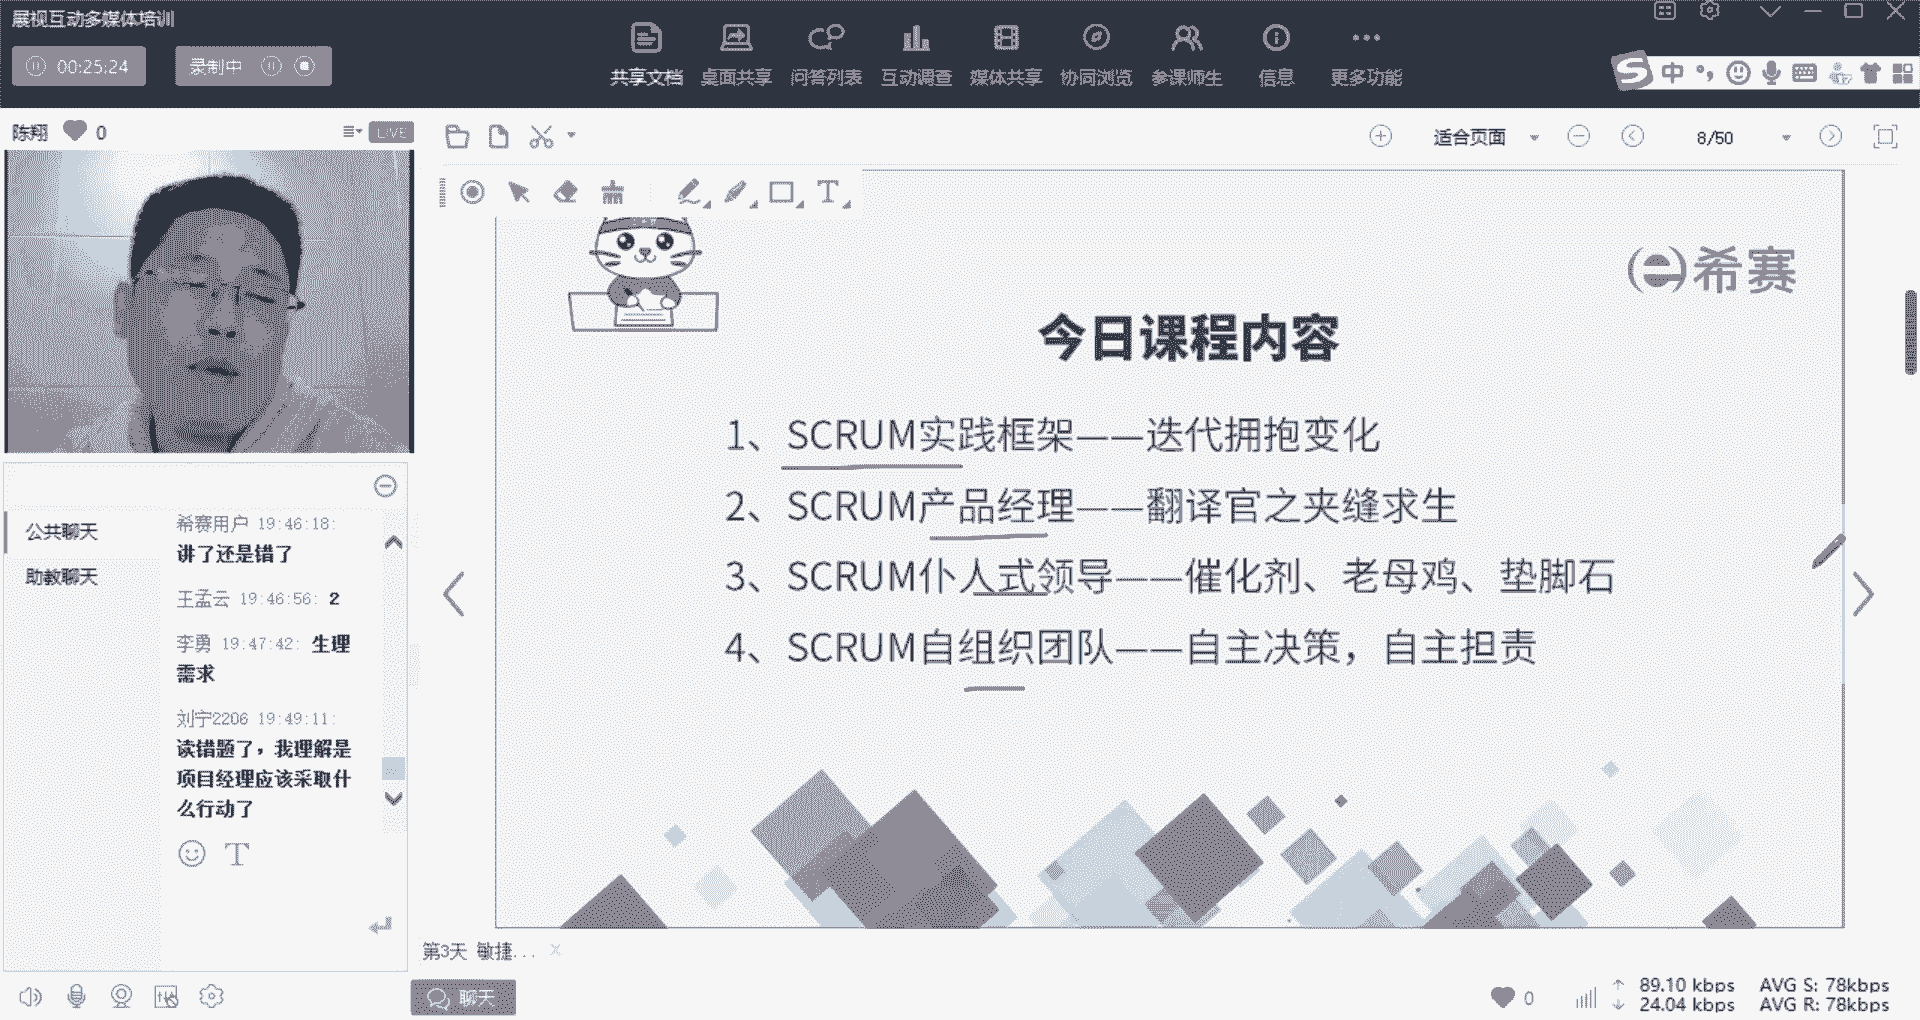 展视互动多媒体培训
00:25:24
录制中
共享文档
桌面共享
问答列表
互动调查
媒体共享
协同浏览
参课师生
信息
更多功能
中
陈翔
0
LIVE
适合页面
8/50
希赛
今日课程内容
1、SCRUM实践框架——迭代拥抱变化
2、SCRUM产品经理——翻译官之夹缝求生
3、SCRUM仆人式领导——催化剂、老母鸡、垫脚石
4、SCRUM自组织团队——自主决策，自主担责
公共聊天
助教聊天
希赛用户 19:46:18:
讲了还是错了
王孟云 19:46:56: 2
李勇 19:47:42: 生理
需求
刘宁2206 19:49:11:
读错题了，我理解是
项目经理应该采取什
么行动了
第3天 敏捷...
聊天
0
89.10 kbps AVG S: 78kbps
24.04 kbps AVG R: 78kbps